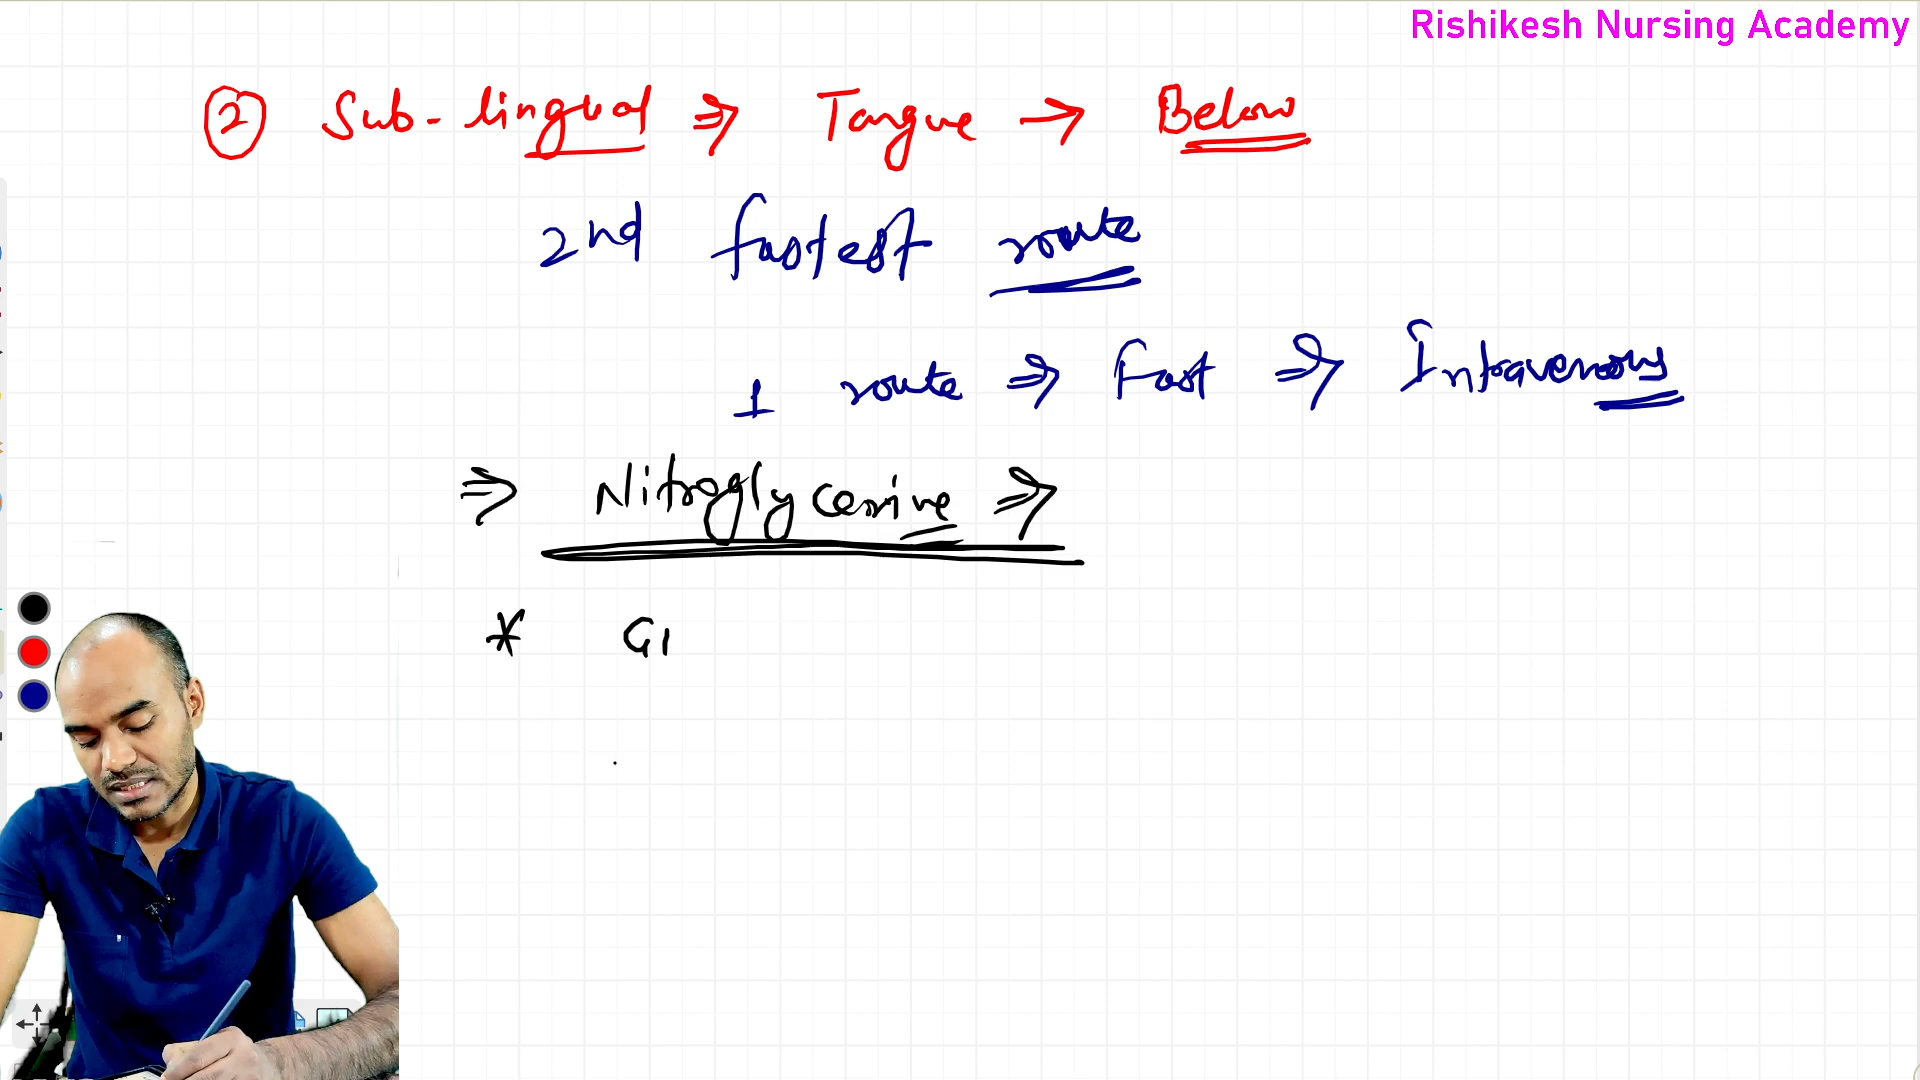 Rishikesh Nursing Academy
② Sub-lingual ⇒ Tongue → Below
2nd fastest route
1 route ⇒ Fast ⇒ Intravenous
⇒ Nitroglycerine ⇒
* GI